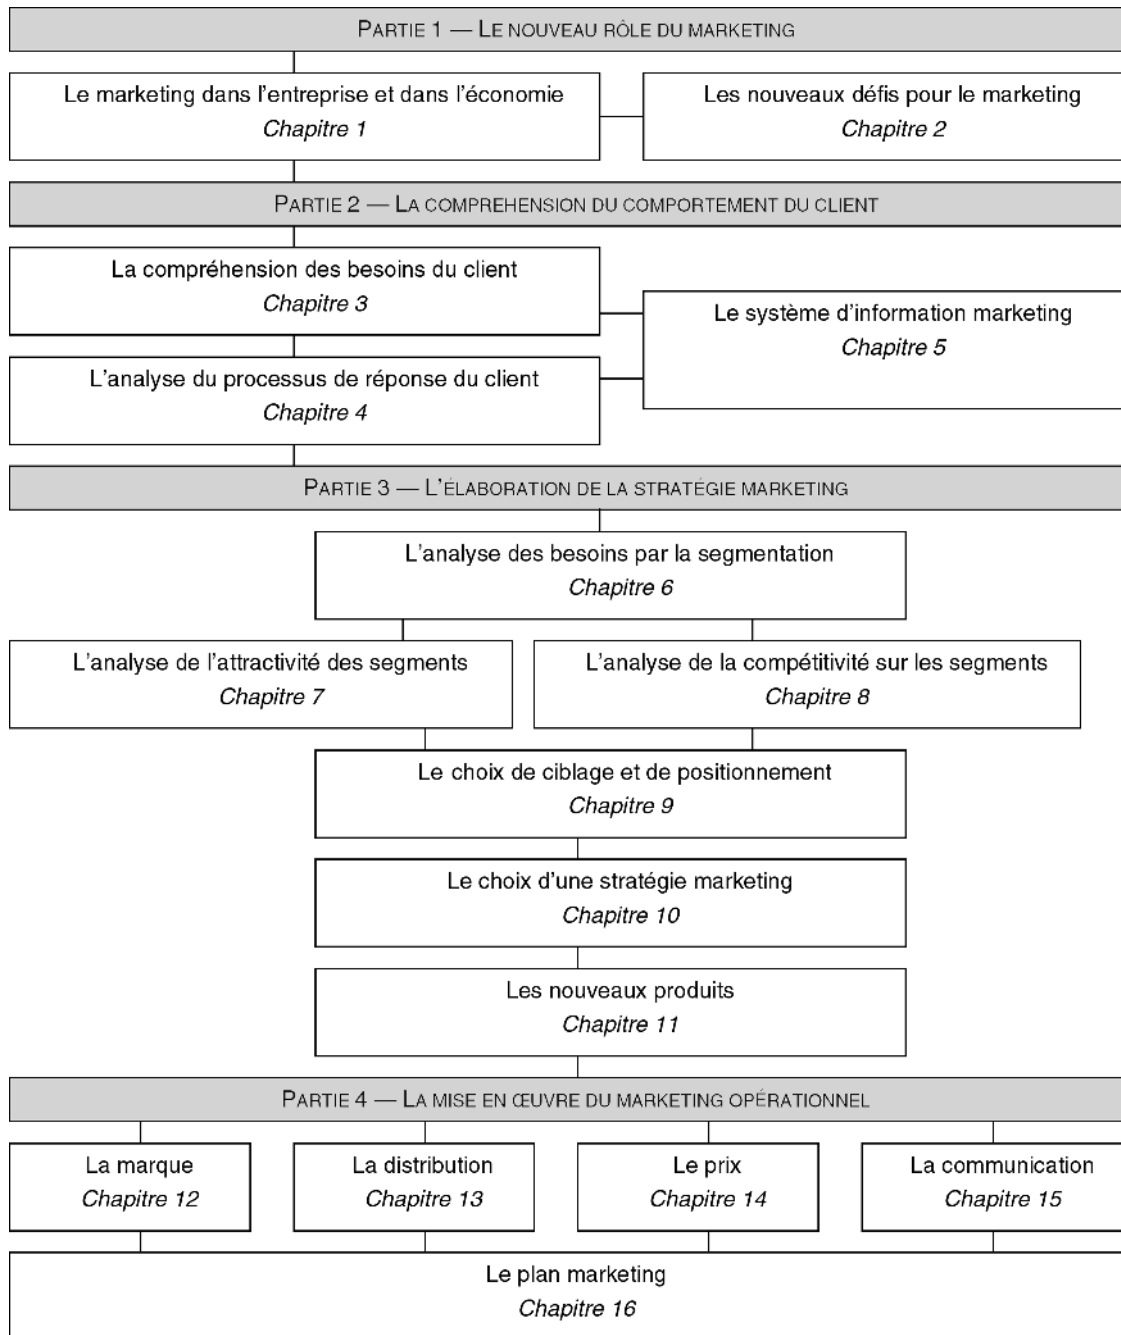 PARTIE 1 — LE NOUVEAU RÔLE DU MARKETING
Le marketing dans l'entreprise et dans l'économie
Chapitre 1
Les nouveaux défis pour le marketing
Chapitre 2
PARTIE 2 — LA COMPREHENSION DU COMPORTEMENT DU CLIENT
La compréhension des besoins du client
Chapitre 3
L'analyse du processus de réponse du client
Chapitre 4
Le système d'information marketing
Chapitre 5
PARTIE 3 — L'ÉLABORATION DE LA STRATÉGIE MARKETING
L'analyse des besoins par la segmentation
Chapitre 6
L'analyse de l'attractivité des segments
Chapitre 7
L'analyse de la compétitivité sur les segments
Chapitre 8
Le choix de ciblage et de positionnement
Chapitre 9
Le choix d'une stratégie marketing
Chapitre 10
Les nouveaux produits
Chapitre 11
PARTIE 4 — LA MISE EN ŒUVRE DU MARKETING OPÉRATIONNEL
La marque
Chapitre 12
La distribution
Chapitre 13
Le prix
Chapitre 14
La communication
Chapitre 15
Le plan marketing
Chapitre 16